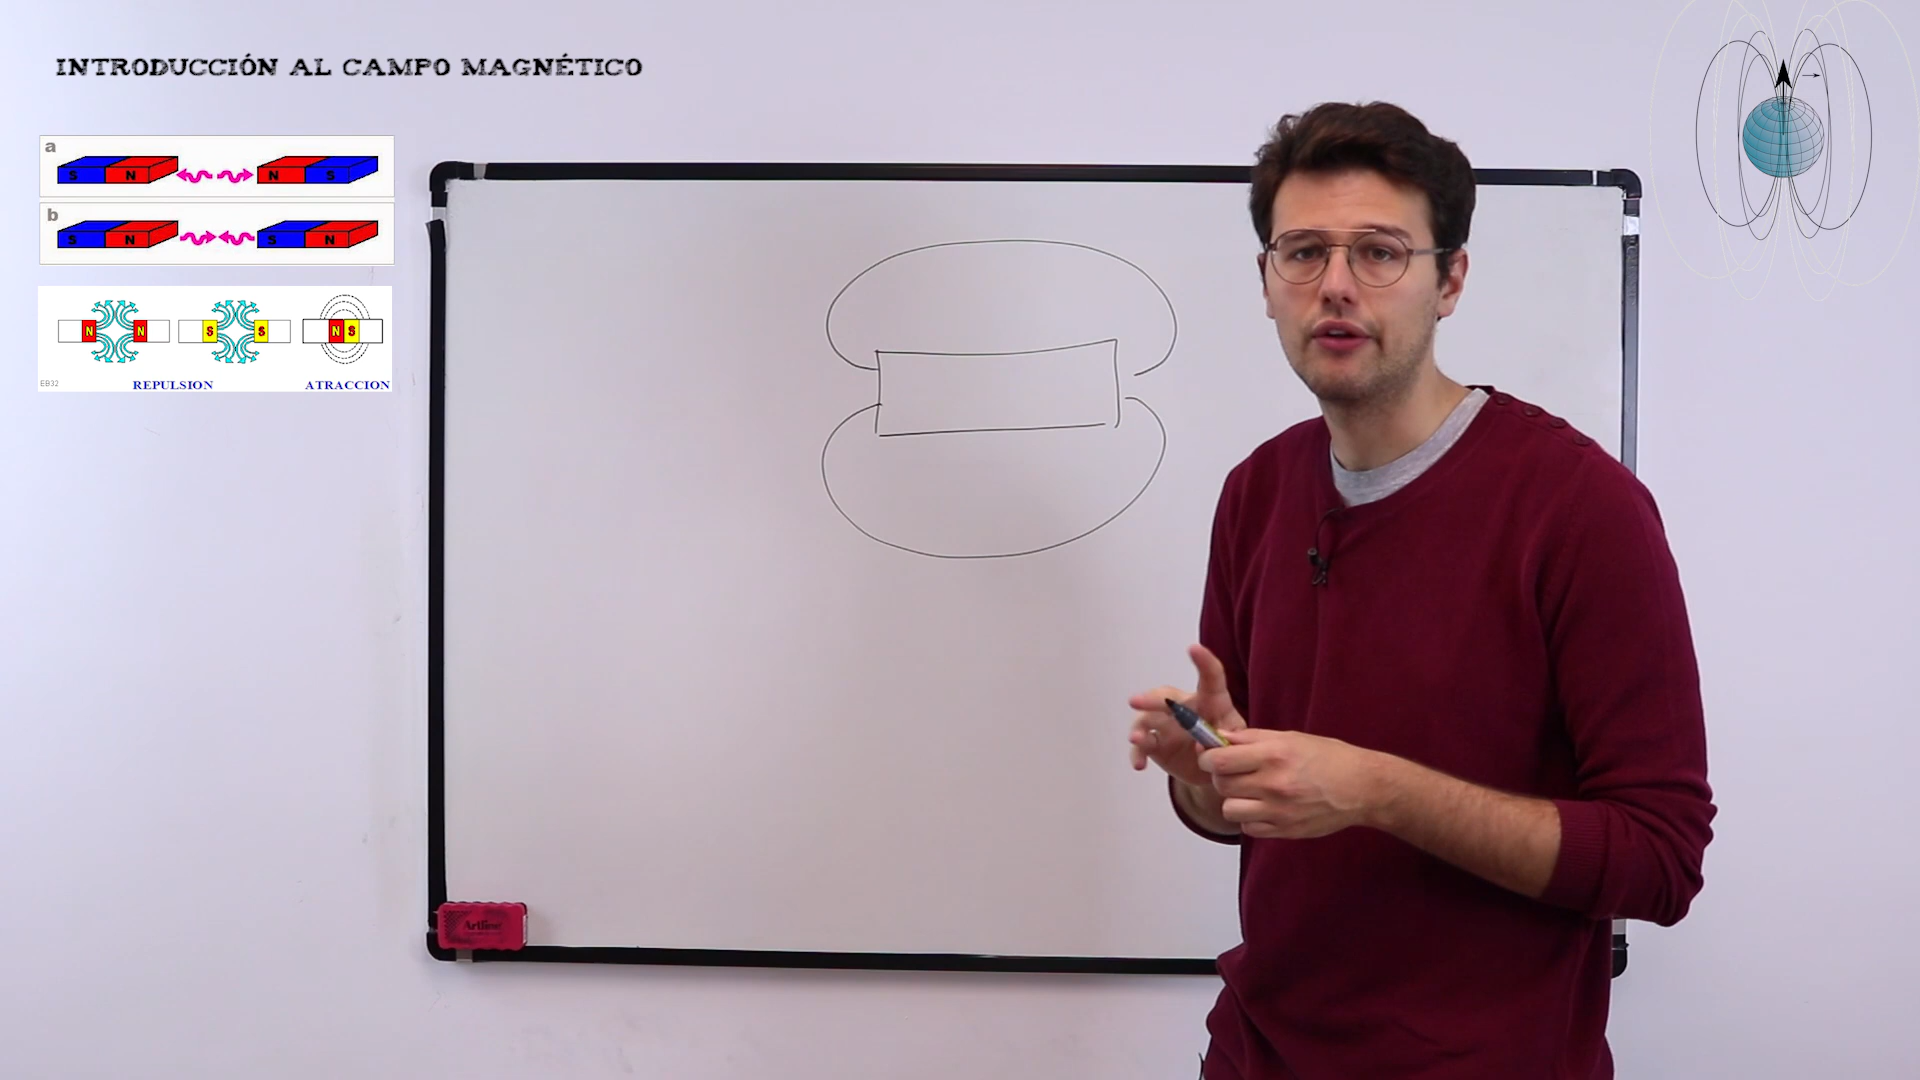 INTRODUCCIÓN AL CAMPO MAGNÉTICO
a
S N N S
b
S N S N
N N S S N S
EB32
REPULSION ATRACCION
Artline